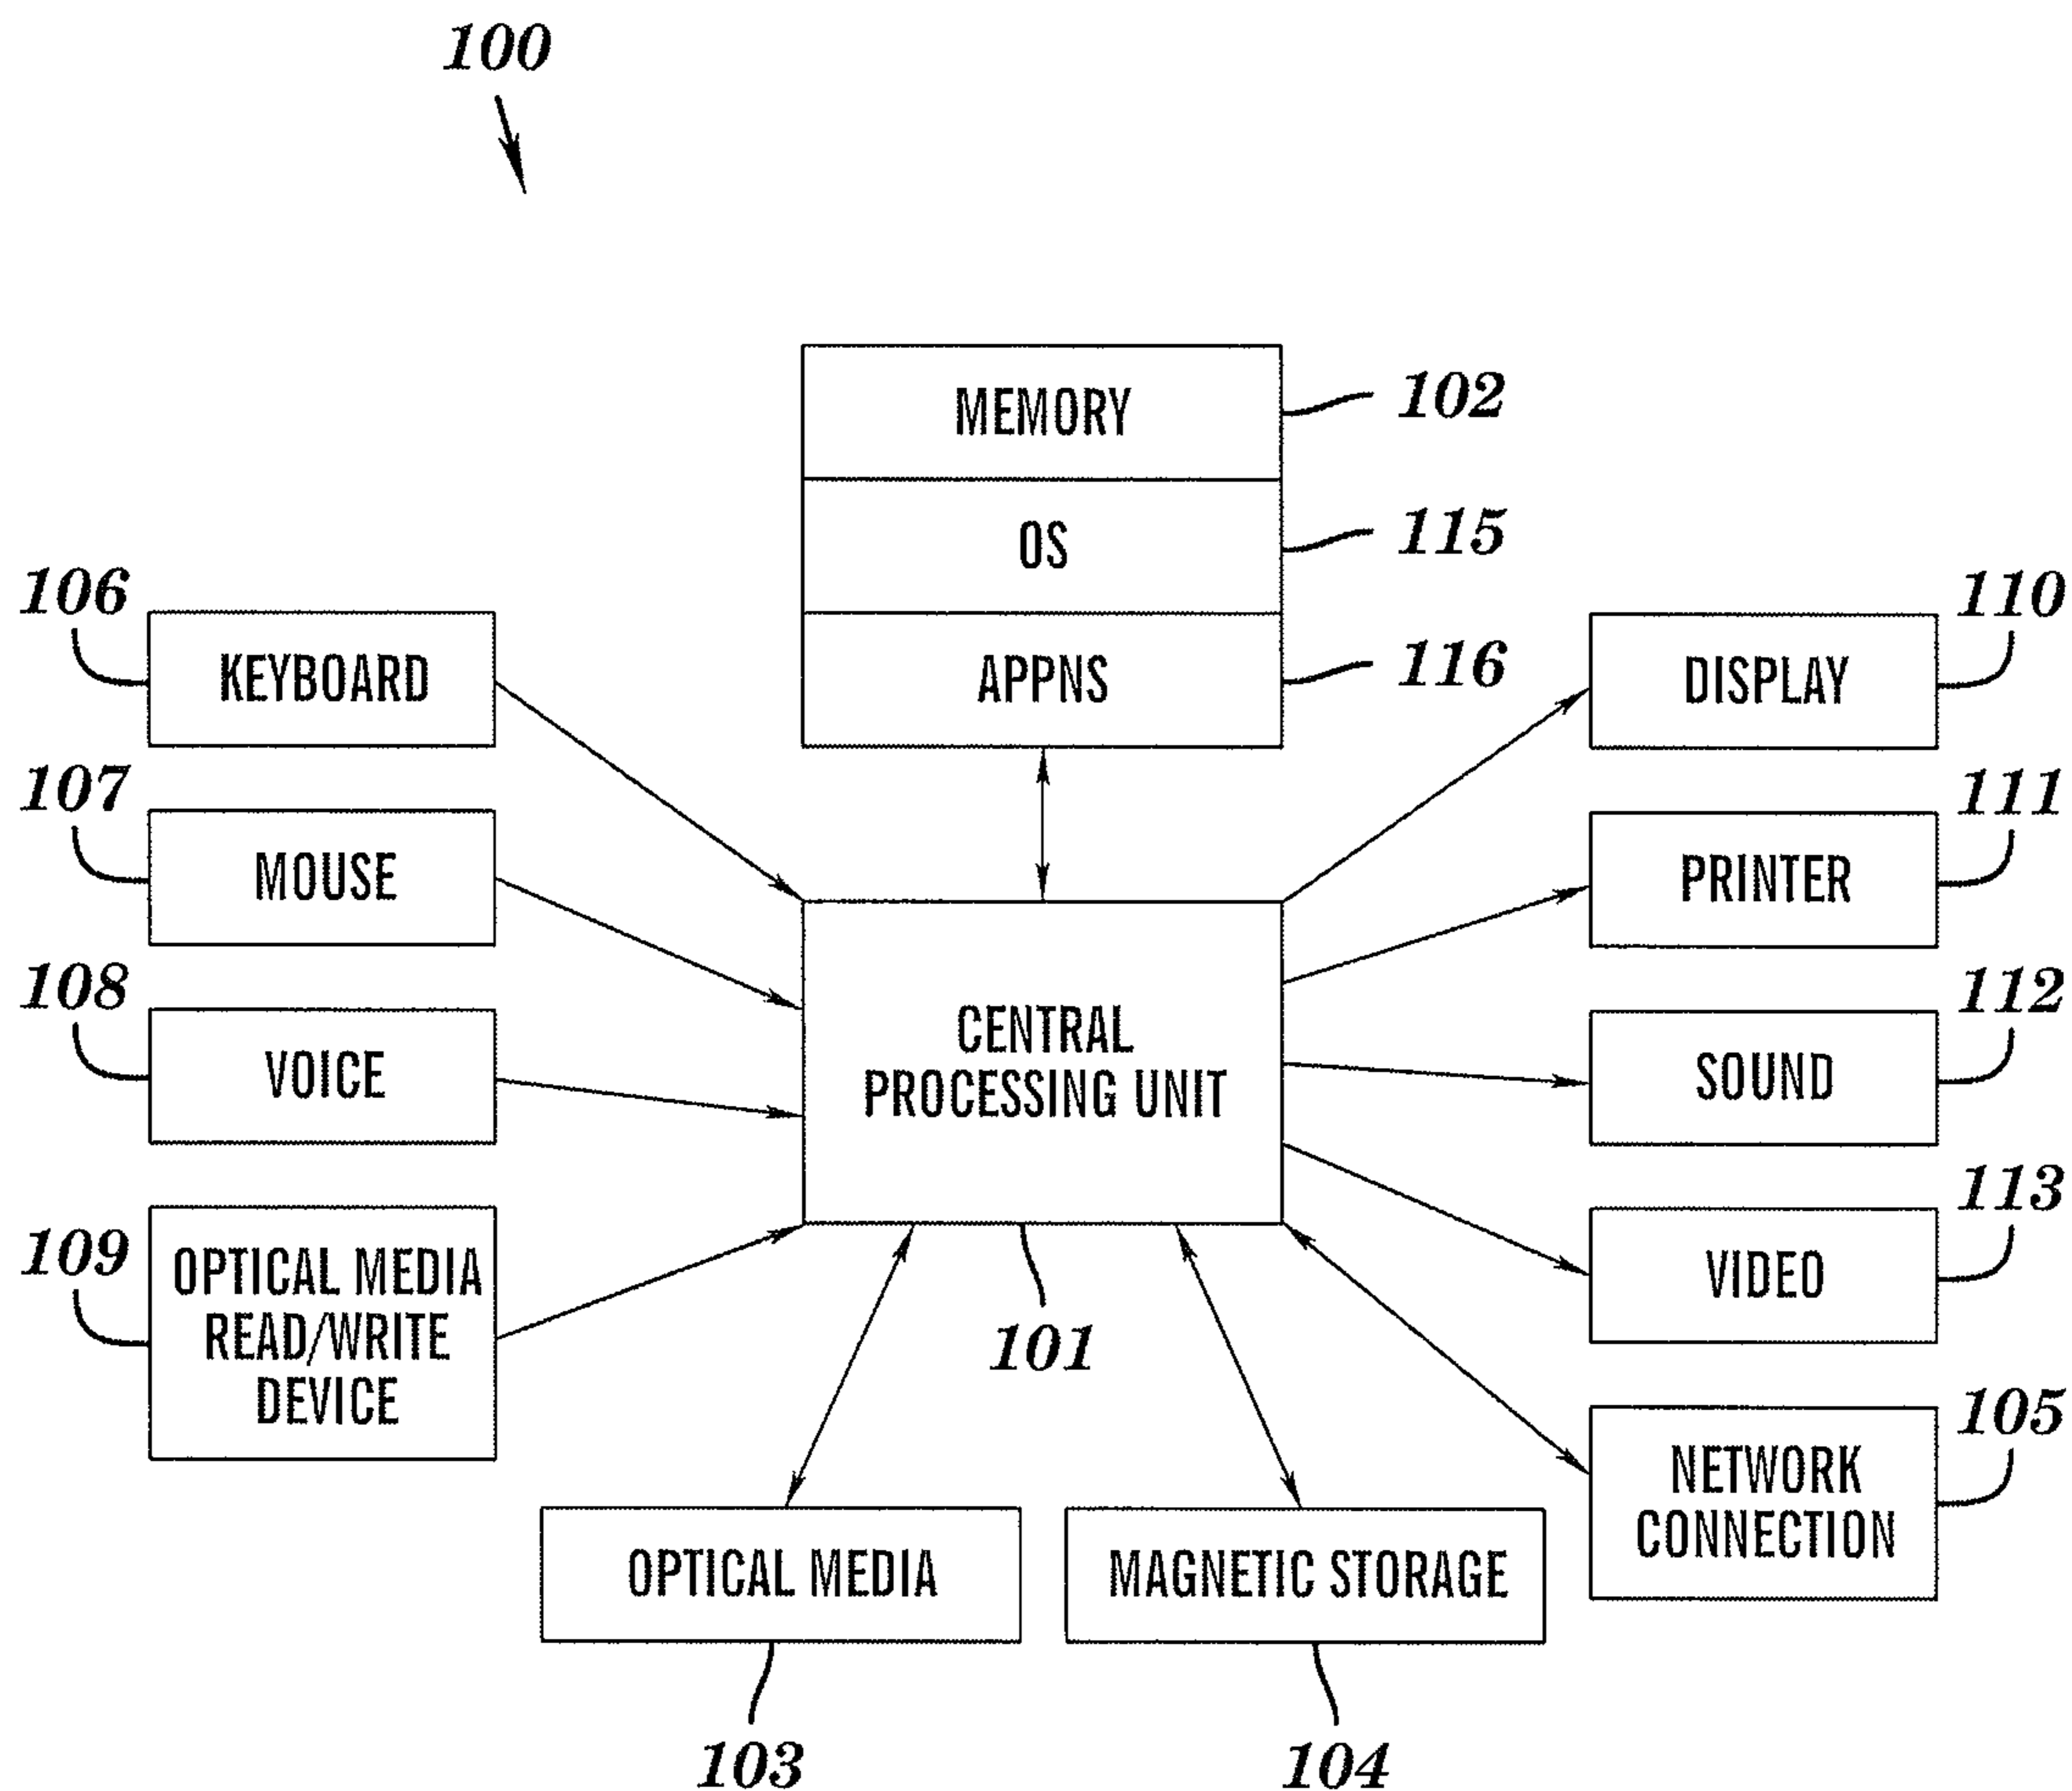 100
MEMORY
102
OS
115
APPNS
116
106
KEYBOARD
107
MOUSE
108
VOICE
109
OPTICAL MEDIA
READ/WRITE
DEVICE
CENTRAL
PROCESSING UNIT
101
110
DISPLAY
111
PRINTER
112
SOUND
113
VIDEO
105
NETWORK
CONNECTION
OPTICAL MEDIA
103
MAGNETIC STORAGE
104